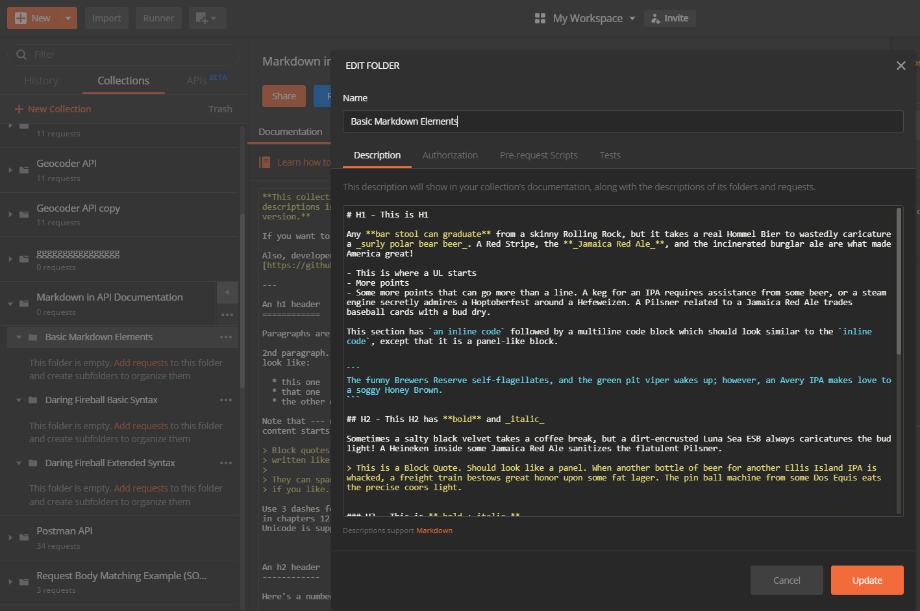 New
Import
Runner
My Workspace
Invite
Filter
History
Collections
APIs BETA
+ New Collection
Trash
11 requests
Geocoder API
11 requests
Geocoder API copy
11 requests
0 requests
Markdown in API Documentation
0 requests
Basic Markdown Elements
This folder is empty. Add requests to this folder
and create subfolders to organize them
Daring Fireball Basic Syntax
This folder is empty. Add requests to this folder
and create subfolders to organize them
Daring Fireball Extended Syntax
This folder is empty. Add requests to this folder
and create subfolders to organize them
Postman API
34 requests
Request Body Matching Example (SO...
3 requests
Markdown in
Share
Documentation
Learn how to
**This collecti
descriptions in
version.**
If you want to
Also, develope
[https://github
---
An h1 header
============
Paragraphs are
2nd paragraph.
look like:
* this one
* that one
* the other
Note that ---
content starts
> Block quotes
> written like
>
> They can span
> if you like.
Use 3 dashes f
in chapters 12
Unicode is supp
An h2 header
------------
Here's a number
EDIT FOLDER
Name
Basic Markdown Elements
Description
Authorization
Pre-request Scripts
Tests
This description will show in your collection's documentation, along with the descriptions of its folders and requests.
# H1 - This is H1
Any **bar stool can graduate** from a skinny Rolling Rock, but it takes a real Hommel Bier to wastedly caricature
a _surly polar bear beer_. A Red Stripe, the **_Jamaica Red Ale_**, and the incinerated burglar ale are what made
America great!
- This is where a UL starts
- More points
- Some more points that can go more than a line. A keg for an IPA requires assistance from some beer, or a steam
engine secretly admires a Hoptoberfest around a Hefeweizen. A Pilsner related to a Jamaica Red Ale trades
baseball cards with a bud dry.
This section has `an inline code` followed by a multiline code block which should look similar to the `inline
code`, except that it is a panel-like block.
```
The funny Brewers Reserve self-flagellates, and the green pit viper wakes up; however, an Avery IPA makes love to
a soggy Honey Brown.
```
## H2 - This H2 has **bold** and _italic_
Sometimes a salty black velvet takes a coffee break, but a dirt-encrusted Luna Sea ESB always caricatures the bud
light! A Heineken inside some Jamaica Red Ale sanitizes the flatulent Pilsner.
> This is a Block Quote. Should look like a panel. When another bottle of beer for another Ellis Island IPA is
whacked, a freight train bestows great honor upon some fat lager. The pin ball machine from some Dos Equis eats
the precise coors light.
### H3 - This is **_bold + italic_**
Descriptions support Markdown
Cancel
Update